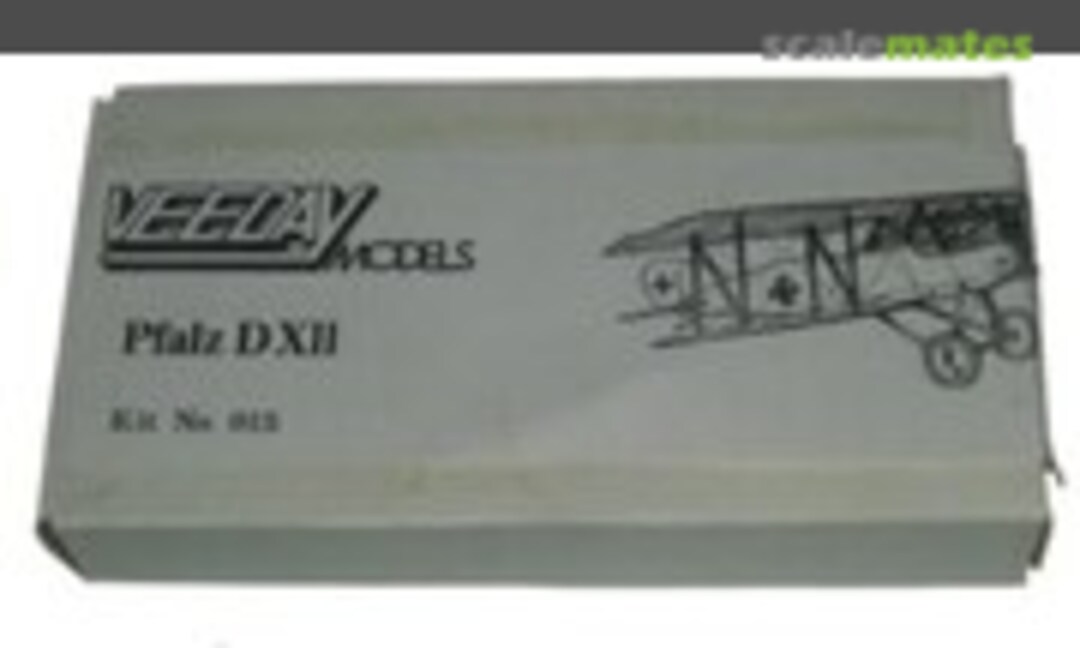 scalemates
VEEDAY MODELS
Pfalz D XII
Kit No